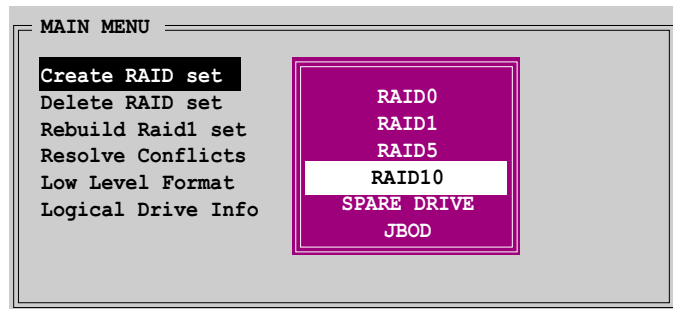 MAIN MENU
Create RAID set
Delete RAID set
Rebuild Raid1 set
Resolve Conflicts
Low Level Format
Logical Drive Info
RAID0
RAID1
RAID5
RAID10
SPARE DRIVE
JBOD